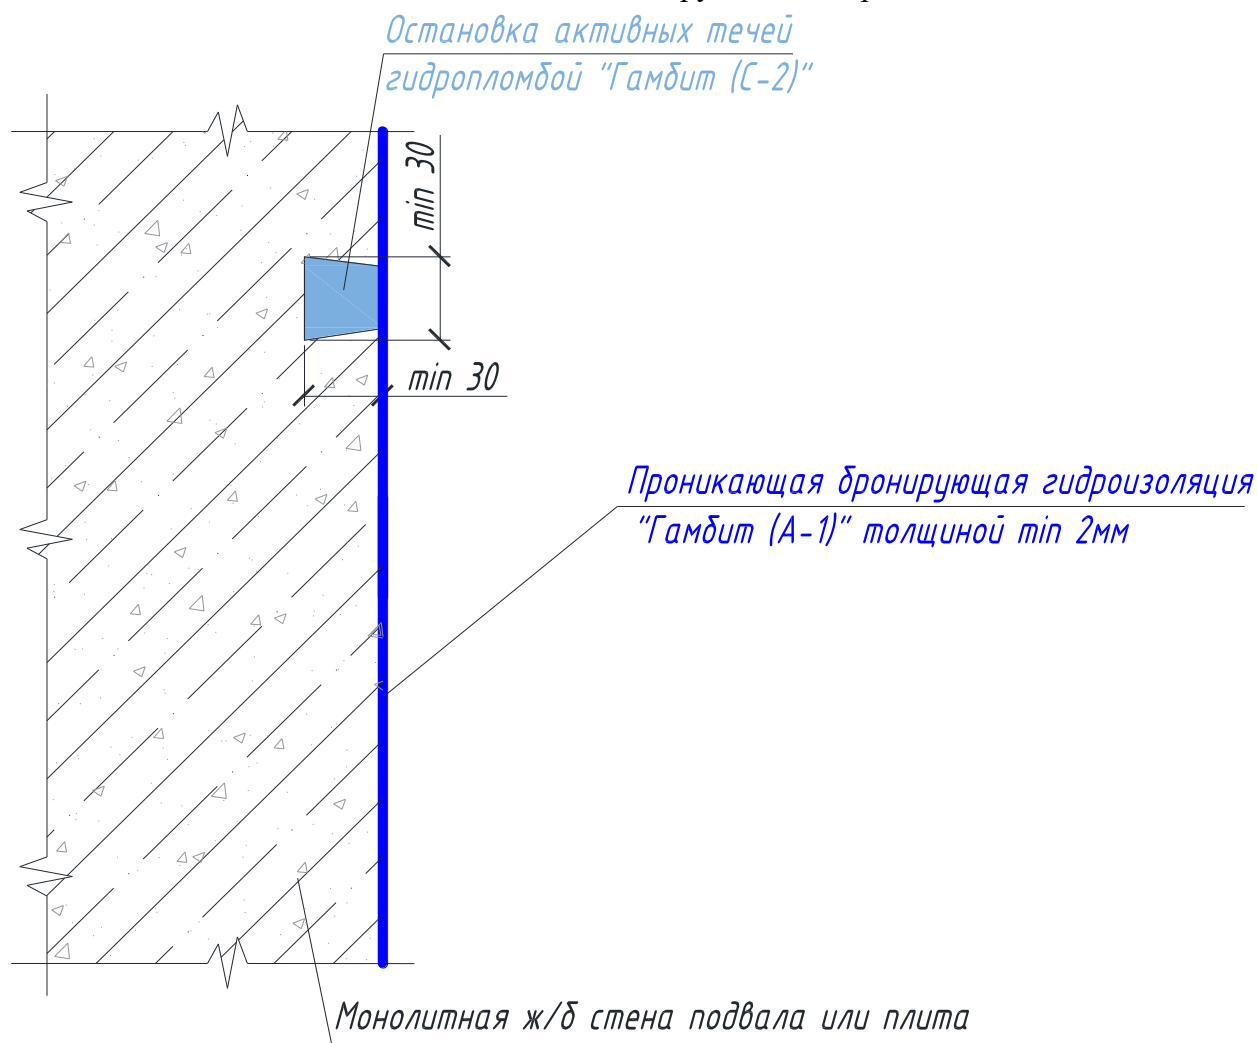 Остановка активных течей
гидропломбой "Гамбит (С-2)"
min 30
min 30
Проникающая бронирующая гидроизоляция
"Гамбит (А-1)" толщиной min 2мм
Монолитная ж/б стена подвала или плита